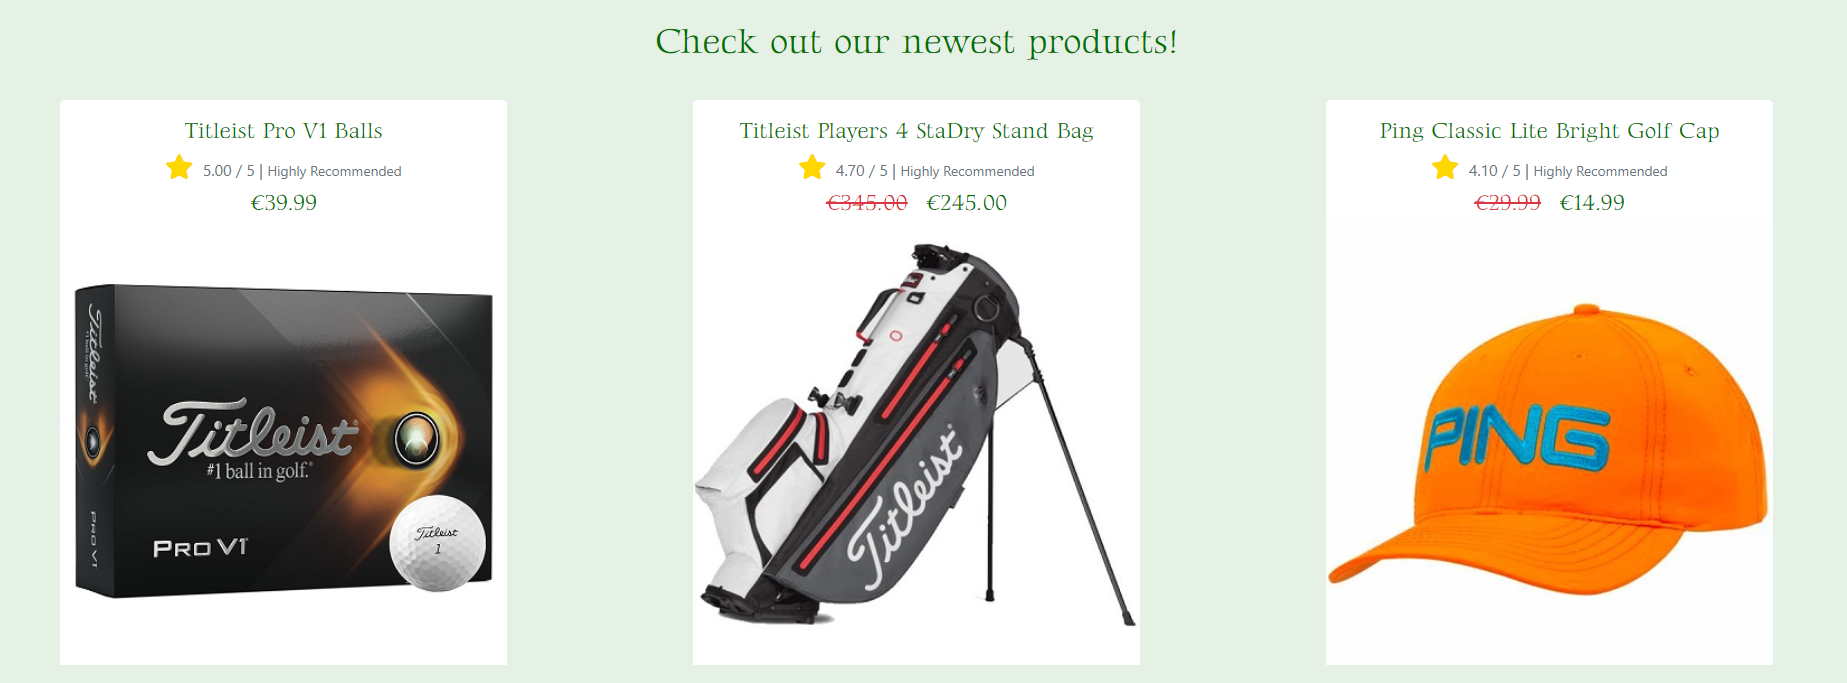 Check out our newest products!
Titleist Pro V1 Balls
5.00 / 5 | Highly Recommended
€39.99
Titleist
Titleist
#1 ball in golf.
PRO V1
PRO V1
Titleist
1
Titleist Players 4 StaDry Stand Bag
4.70 / 5 | Highly Recommended
€345.00 €245.00
Titleist
Ping Classic Lite Bright Golf Cap
4.10 / 5 | Highly Recommended
€29.99 €14.99
PING